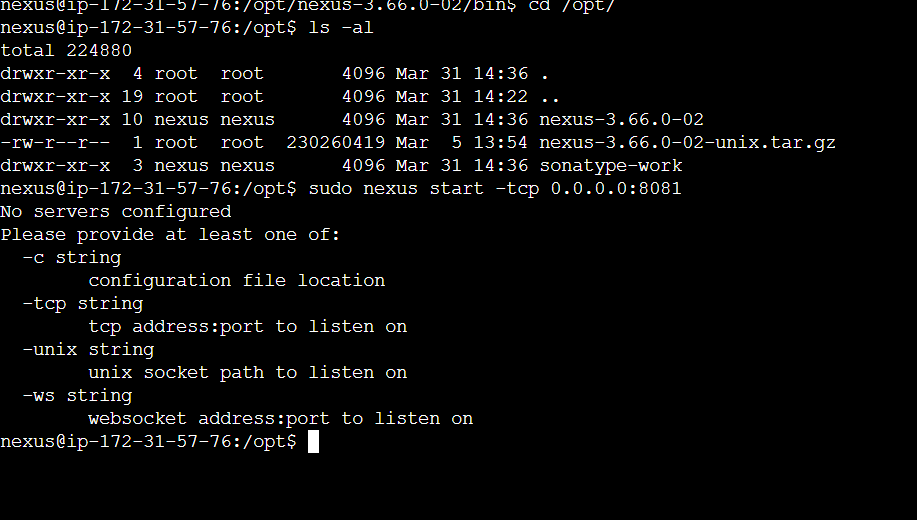 nexus@ip-172-31-57-76:/opt/nexus-3.66.0-02/bin$ cd /opt/
nexus@ip-172-31-57-76:/opt$ ls -al
total 224880
drwxr-xr-x  4 root  root       4096 Mar 31 14:36 .
drwxr-xr-x 19 root  root       4096 Mar 31 14:22 ..
drwxr-xr-x 10 nexus nexus      4096 Mar 31 14:36 nexus-3.66.0-02
-rw-r--r--  1 root  root  230260419 Mar  5 13:54 nexus-3.66.0-02-unix.tar.gz
drwxr-xr-x  3 nexus nexus      4096 Mar 31 14:36 sonatype-work
nexus@ip-172-31-57-76:/opt$ sudo nexus start -tcp 0.0.0.0:8081
No servers configured
Please provide at least one of:
  -c string
        configuration file location
  -tcp string
        tcp address:port to listen on
  -unix string
        unix socket path to listen on
  -ws string
        websocket address:port to listen on
nexus@ip-172-31-57-76:/opt$